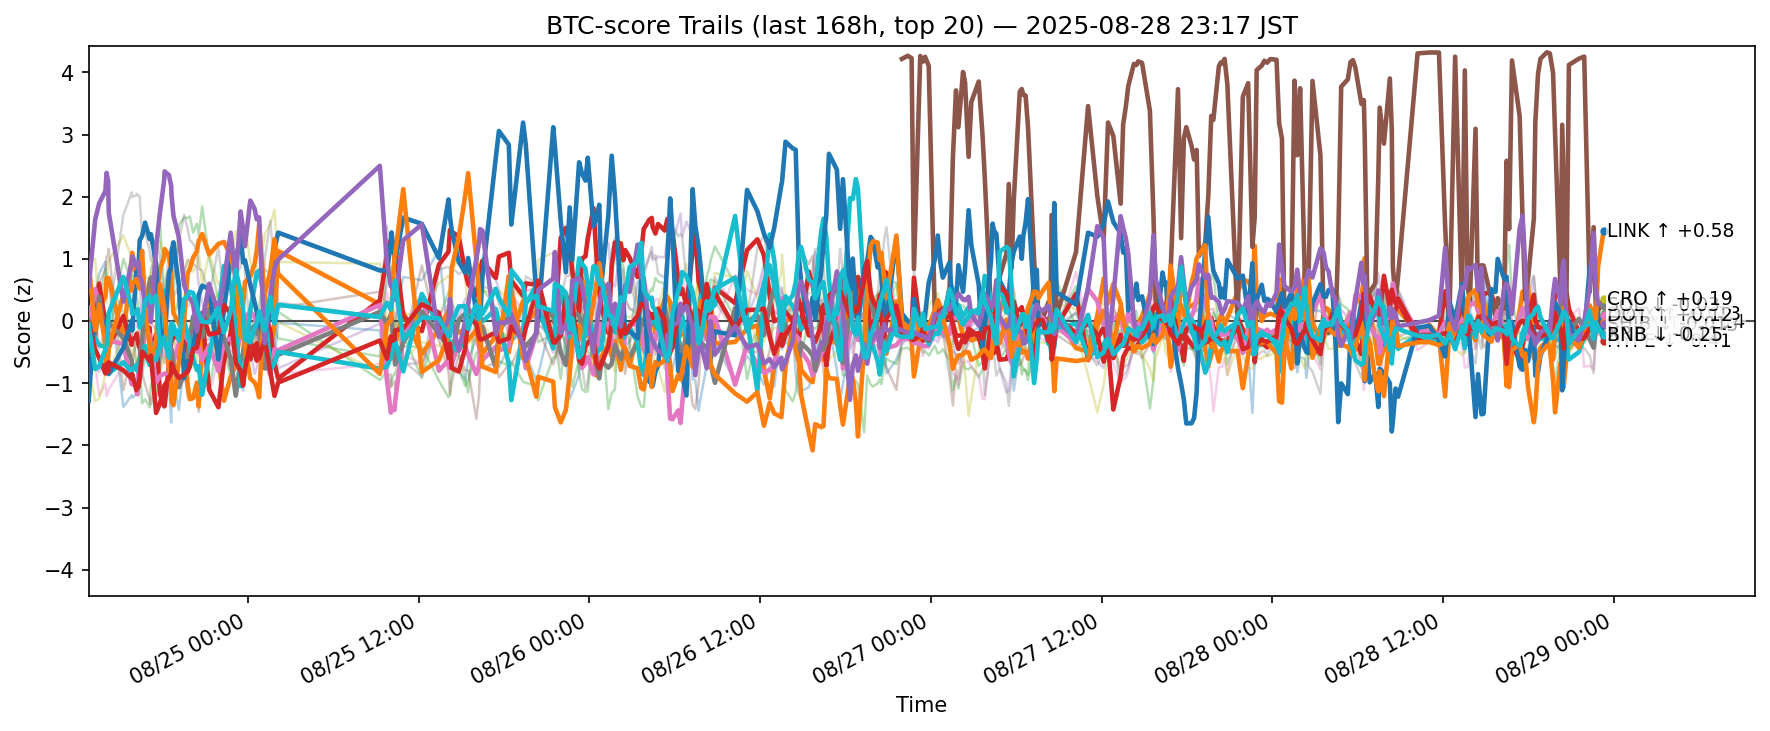 BTC-score Trails (last 168h, top 20) — 2025-08-28 23:17 JST
Score (z)
4
3
2
1
0
−1
−2
−3
−4
LINK ↑ +0.58
CRO ↑ +0.19
DOT ↑ +0.12
BNB ↓ -0.25
08/25 00:00
08/25 12:00
08/26 00:00
08/26 12:00
08/27 00:00
08/27 12:00
08/28 00:00
08/28 12:00
08/29 00:00
Time